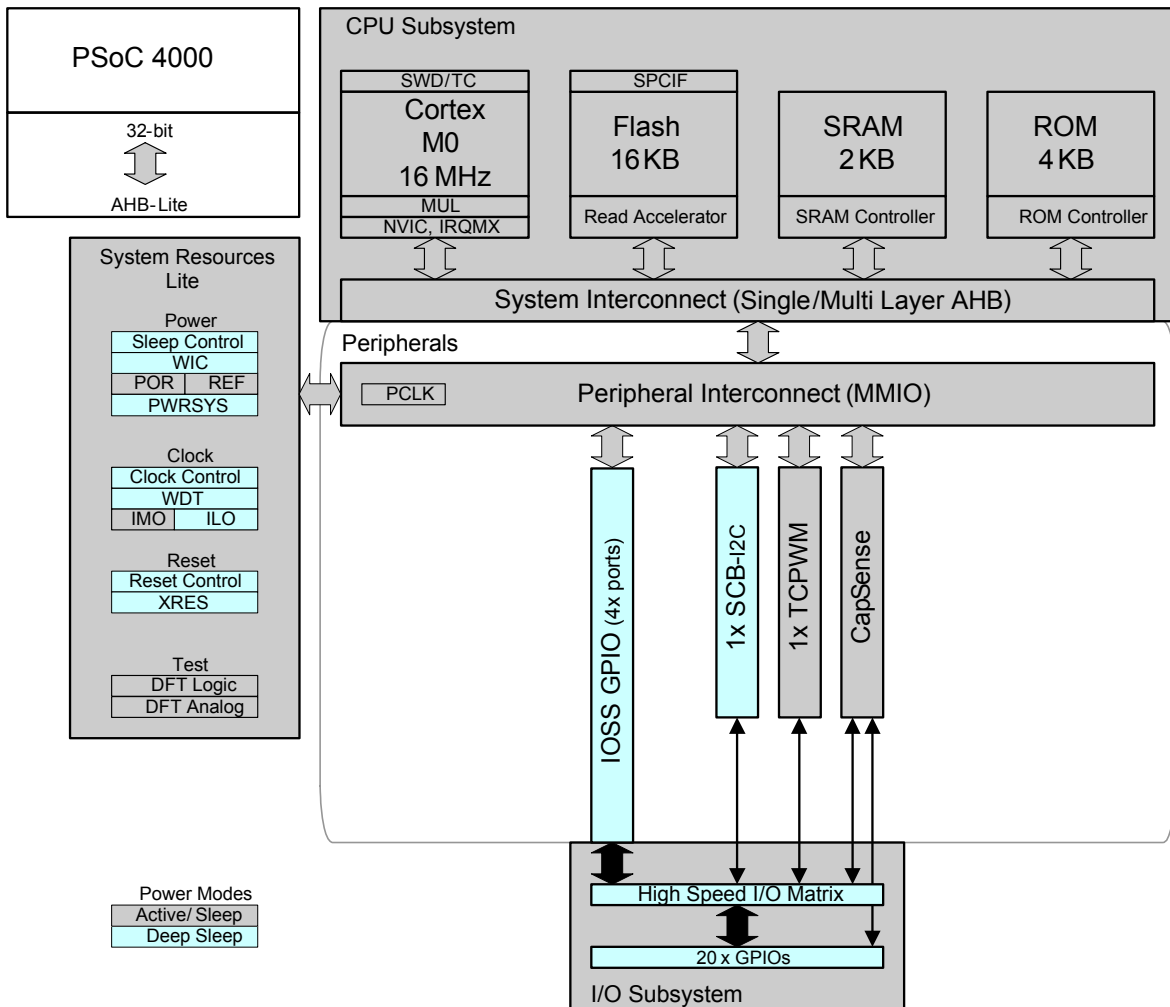 PSoC 4000
32-bit
AHB-Lite
CPU Subsystem
SWD/TC
Cortex
M0
16 MHz
MUL
NVIC, IRQMX
SPCIF
Flash
16 KB
Read Accelerator
SRAM
2 KB
SRAM Controller
ROM
4 KB
ROM Controller
System Interconnect (Single/Multi Layer AHB)
System Resources
Lite
Power
Sleep Control
WIC
POR REF
PWRSYS
Clock
Clock Control
WDT
IMO ILO
Reset
Reset Control
XRES
Test
DFT Logic
DFT Analog
Peripherals
PCLK
Peripheral Interconnect (MMIO)
IOSS GPIO (4x ports)
1x SCB-I2C
1x TCPWM
CapSense
High Speed I/O Matrix
20 x GPIOs
I/O Subsystem
Power Modes
Active/ Sleep
Deep Sleep